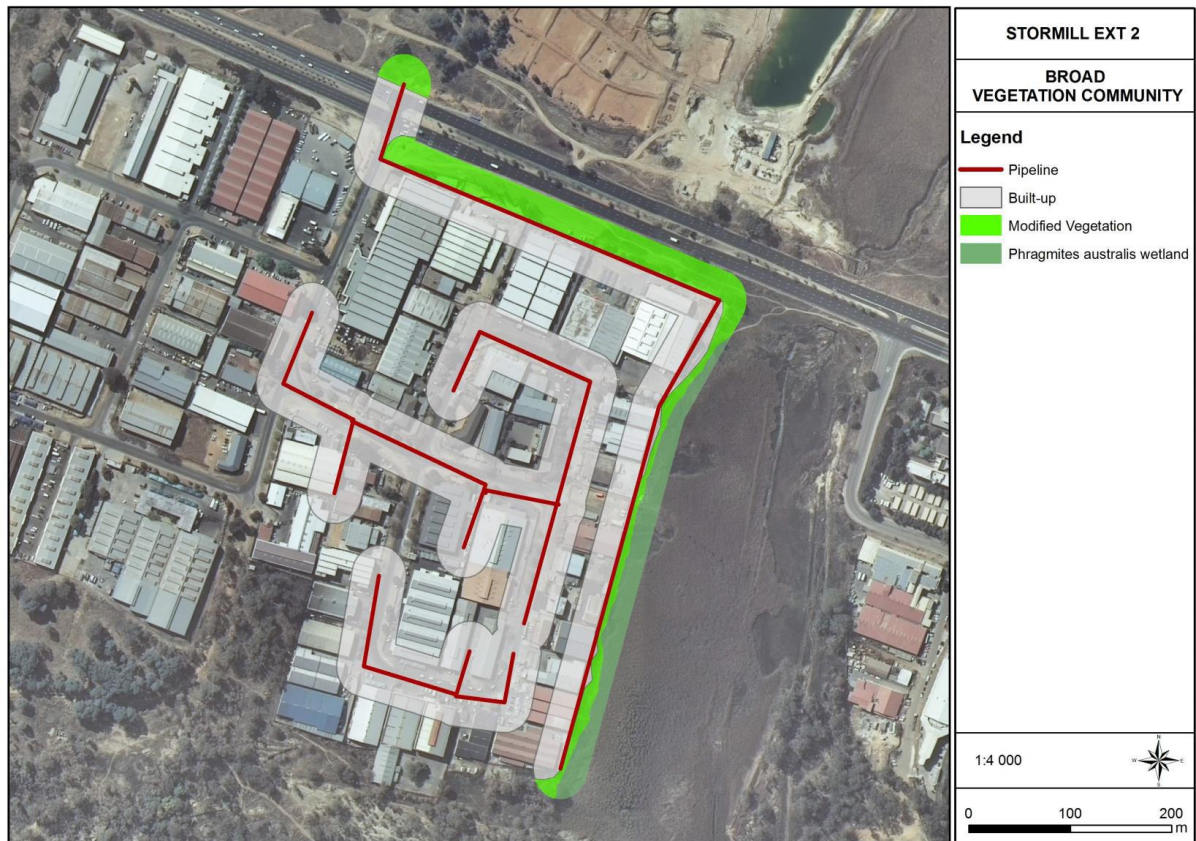 STORMILL EXT 2
BROAD
VEGETATION COMMUNITY
Legend
Pipeline
Built-up
Modified Vegetation
Phragmites australis wetland
1:4 000
N
W E
S
0 100 200
m